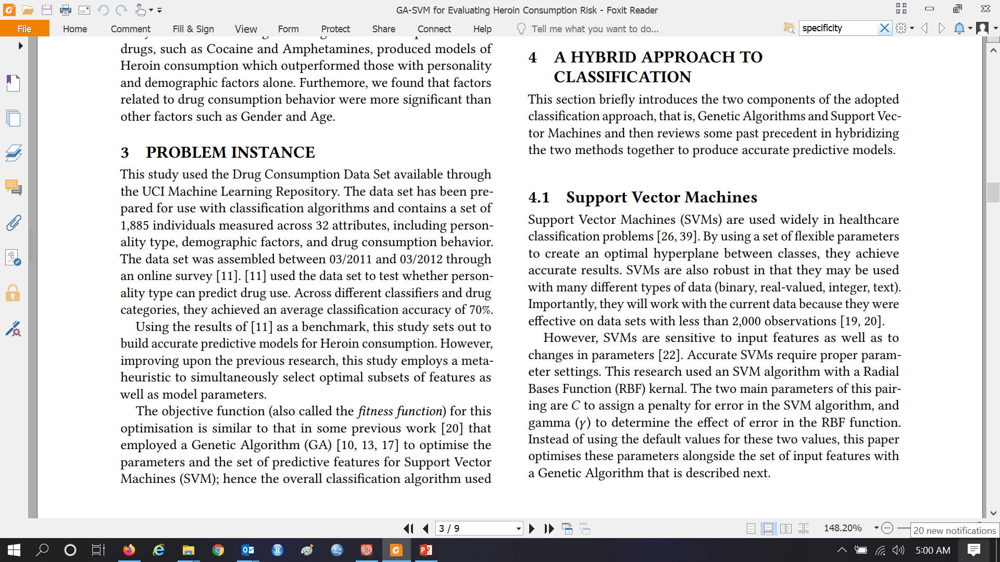 GA-SVM for Evaluating Heroin Consumption Risk - Foxit Reader
File Home Comment Fill & Sign View Form Protect Share Connect Help Tell me what you want to do... specificity
drugs, such as Cocaine and Amphetamines, produced models of
Heroin consumption which outperformed those with personality
and demographic factors alone. Furthemore, we found that factors
related to drug consumption behavior were more significant than
other factors such as Gender and Age.
3 PROBLEM INSTANCE
This study used the Drug Consumption Data Set available through
the UCI Machine Learning Repository. The data set has been pre-
pared for use with classification algorithms and contains a set of
1,885 individuals measured across 32 attributes, including person-
ality type, demographic factors, and drug consumption behavior.
The data set was assembled between 03/2011 and 03/2012 through
an online survey [11]. [11] used the data set to test whether person-
ality type can predict drug use. Across different classifiers and drug
categories, they achieved an average classification accuracy of 70%.
Using the results of [11] as a benchmark, this study sets out to
build accurate predictive models for Heroin consumption. However,
improving upon the previous research, this study employs a meta-
heuristic to simultaneously select optimal subsets of features as
well as model parameters.
The objective function (also called the fitness function) for this
optimisation is similar to that in some previous work [20] that
employed a Genetic Algorithm (GA) [10, 13, 17] to optimise the
parameters and the set of predictive features for Support Vector
Machines (SVM); hence the overall classification algorithm used
4 A HYBRID APPROACH TO
CLASSIFICATION
This section briefly introduces the two components of the adopted
classification approach, that is, Genetic Algorithms and Support Vec-
tor Machines and then reviews some past precedent in hybridizing
the two methods together to produce accurate predictive models.
4.1 Support Vector Machines
Support Vector Machines (SVMs) are used widely in healthcare
classification problems [26, 39]. By using a set of flexible parameters
to create an optimal hyperplane between classes, they achieve
accurate results. SVMs are also robust in that they may be used
with many different types of data (binary, real-valued, integer, text).
Importantly, they will work with the current data because they were
effective on data sets with less than 2,000 observations [19, 20].
However, SVMs are sensitive to input features as well as to
changes in parameters [22]. Accurate SVMs require proper param-
eter settings. This research used an SVM algorithm with a Radial
Bases Function (RBF) kernal. The two main parameters of this pair-
ing are C to assign a penalty for error in the SVM algorithm, and
gamma (γ) to determine the effect of error in the RBF function.
Instead of using the default values for these two values, this paper
optimises these parameters alongside the set of input features with
a Genetic Algorithm that is described next.
3 / 9
148.20%
20 new notifications
5:00 AM